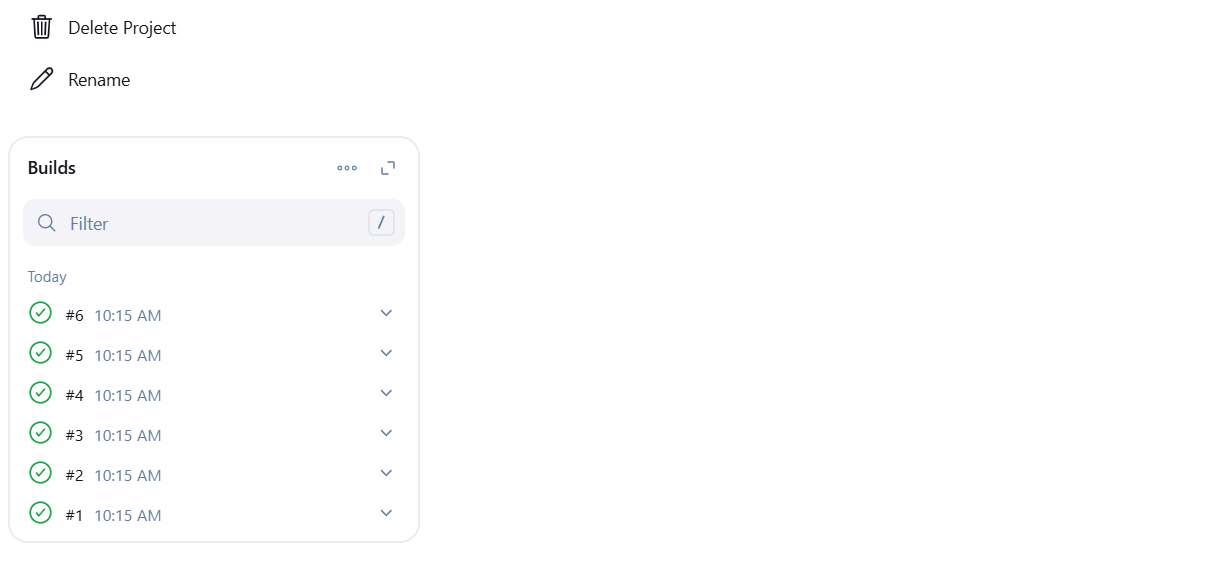 Delete Project
Rename
Builds
Filter /
Today
#6 10:15 AM
#5 10:15 AM
#4 10:15 AM
#3 10:15 AM
#2 10:15 AM
#1 10:15 AM